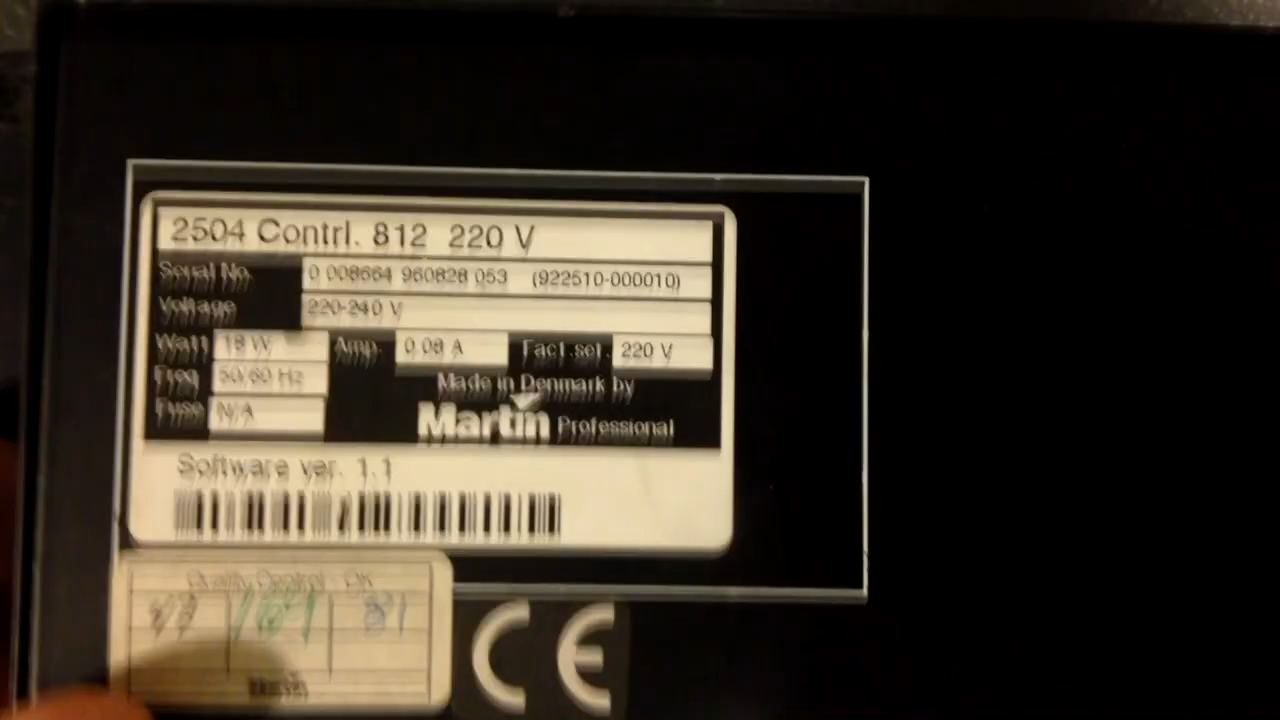 2504 Contrl. 812 220 V
Serial No. 0 008664 960828 053 (922510-000010)
Voltage 220-240 V
Watt 18 W Amp. 0.08 A Fact.set. 220 V
Freq 50/60 Hz
Made in Denmark by
Fuse N/A
Martin Professional
Software ver. 1.1
Quality Control - OK
81
CE